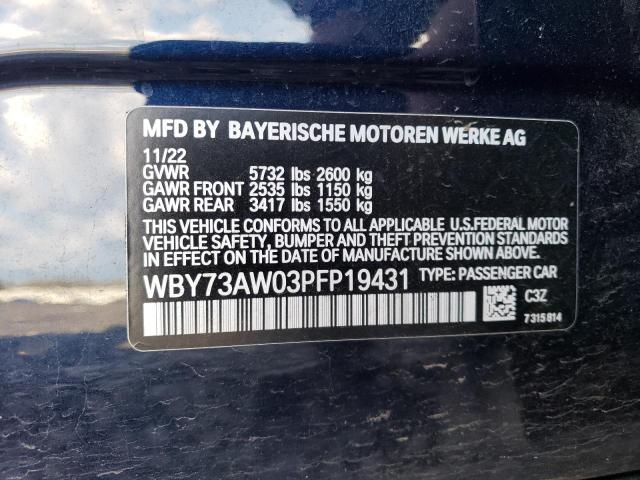 MFD BY BAYERISCHE MOTOREN WERKE AG
11/22
GVWR 5732 lbs 2600 kg
GAWR FRONT 2535 lbs 1150 kg
GAWR REAR 3417 lbs 1550 kg
THIS VEHICLE CONFORMS TO ALL APPLICABLE U.S.FEDERAL MOTOR
VEHICLE SAFETY, BUMPER, AND THEFT PREVENTION STANDARDS
IN EFFECT ON THE DATE OF MANUFACTURE SHOWN ABOVE.
WBY73AW03PFP19431 TYPE: PASSENGER CAR
C3Z
7315814